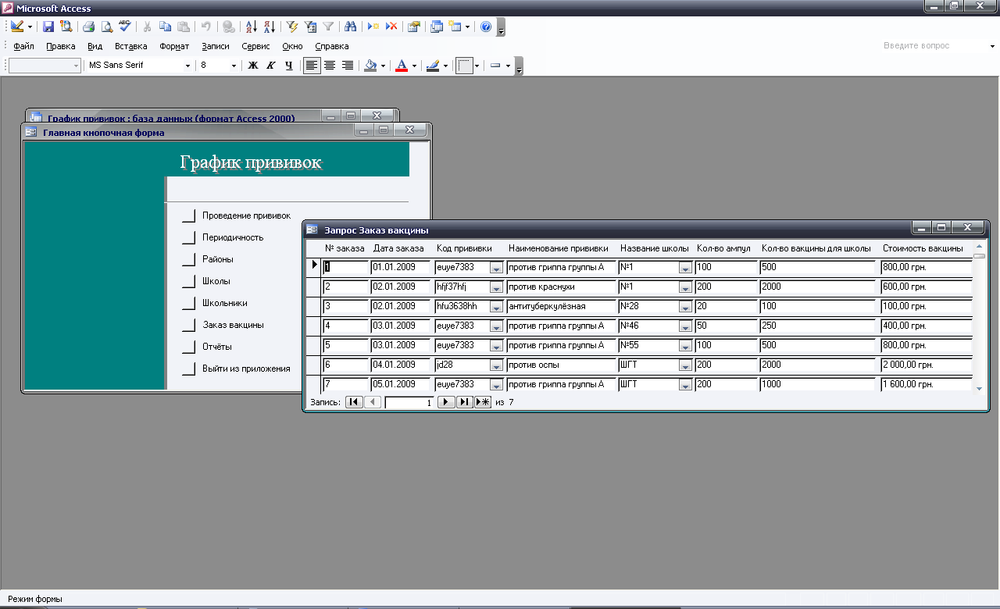 Microsoft Access
Файл Правка Вид Вставка Формат Записи Сервис Окно Справка
Введите вопрос
MS Sans Serif 8 Ж К Ч
График прививок : база данных (формат Access 2000)
Главная кнопочная форма
График прививок
Проведение прививок
Периодичность
Районы
Школы
Школьники
Заказ вакцины
Отчёты
Выйти из приложения
Запрос Заказ вакцины
№ заказа Дата заказа Код прививки Наименование прививки Название школы Кол-во ампул Кол-во вакцины для школы Стоимость вакцины
1 01.01.2009 euye7383 против гриппа группы А №1 100 500 800,00 грн.
2 02.01.2009 hfjf37hfj против краснухи №1 200 2000 600,00 грн.
3 02.01.2009 hfu3638hh антитуберкулёзная №28 20 100 100,00 грн.
4 03.01.2009 euye7383 против гриппа группы А №46 50 250 400,00 грн.
5 03.01.2009 euye7383 против гриппа группы А №55 100 500 800,00 грн.
6 04.01.2009 jd28 против оспы ШГТ 200 2000 2 000,00 грн.
7 05.01.2009 euye7383 против гриппа группы А ШГТ 200 1000 1 600,00 грн.
Запись: 1 из 7
Режим формы